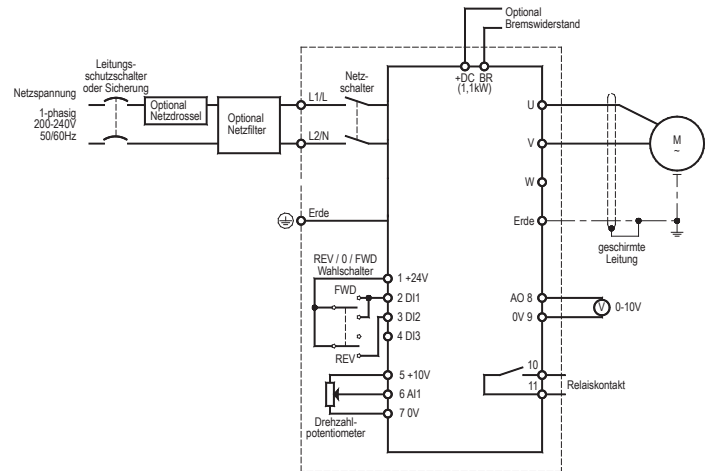 Optional
Bremswiderstand
Leitungs-
schutzschalter
oder Sicherung
Netz-
schalter
+DC BR
(1,1kW)
Netzspannung
1-phasig
200-240V
50/60Hz
Optional
Netzdrossel
Optional
Netzfilter
L1/L
L2/N
U
V
W
M
~
Erde
Erde
geschirmte
Leitung
REV / 0 / FWD
Wahlschalter
FWD
REV
1 +24V
2 DI1
3 DI2
4 DI3
5 +10V
6 AI1
7 0V
Drehzahl-
potentiometer
AO 8
0V 9
V
0-10V
10
11
Relaiskontakt